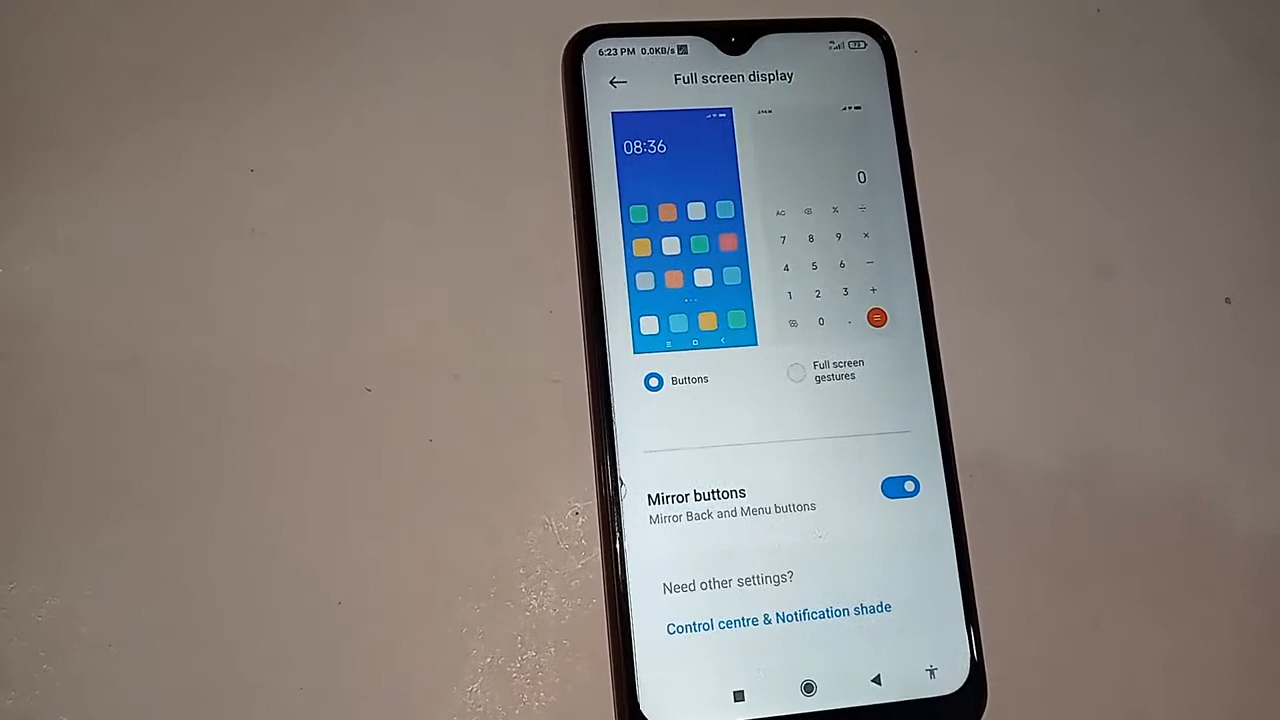 6:23 PM 0.0KB/s
73
Full screen display
08:36
0
AC % ÷
7 8 9 ×
4 5 6 −
1 2 3 +
0 . =
Buttons
Full screen
gestures
Mirror buttons
Mirror Back and Menu buttons
Need other settings?
Control centre & Notification shade